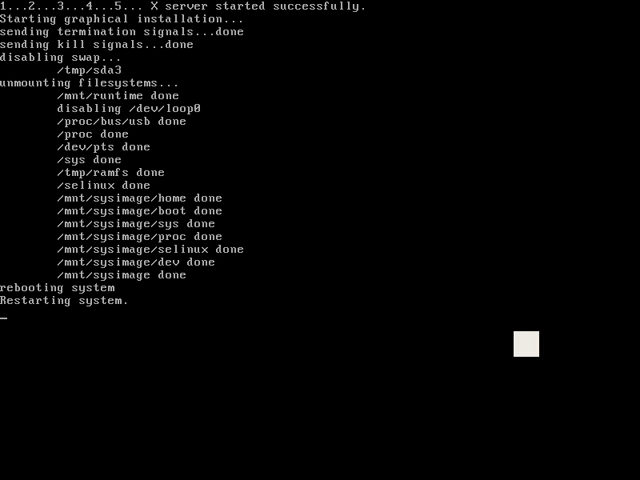 1...2...3...4...5... X server started successfully.
Starting graphical installation...
sending termination signals...done
sending kill signals...done
disabling swap...
/tmp/sda3
unmounting filesystems...
/mnt/runtime done
disabling /dev/loop0
/proc/bus/usb done
/proc done
/dev/pts done
/sys done
/tmp/ramfs done
/selinux done
/mnt/sysimage/home done
/mnt/sysimage/boot done
/mnt/sysimage/sys done
/mnt/sysimage/proc done
/mnt/sysimage/selinux done
/mnt/sysimage/dev done
/mnt/sysimage done
rebooting system
Restarting system.